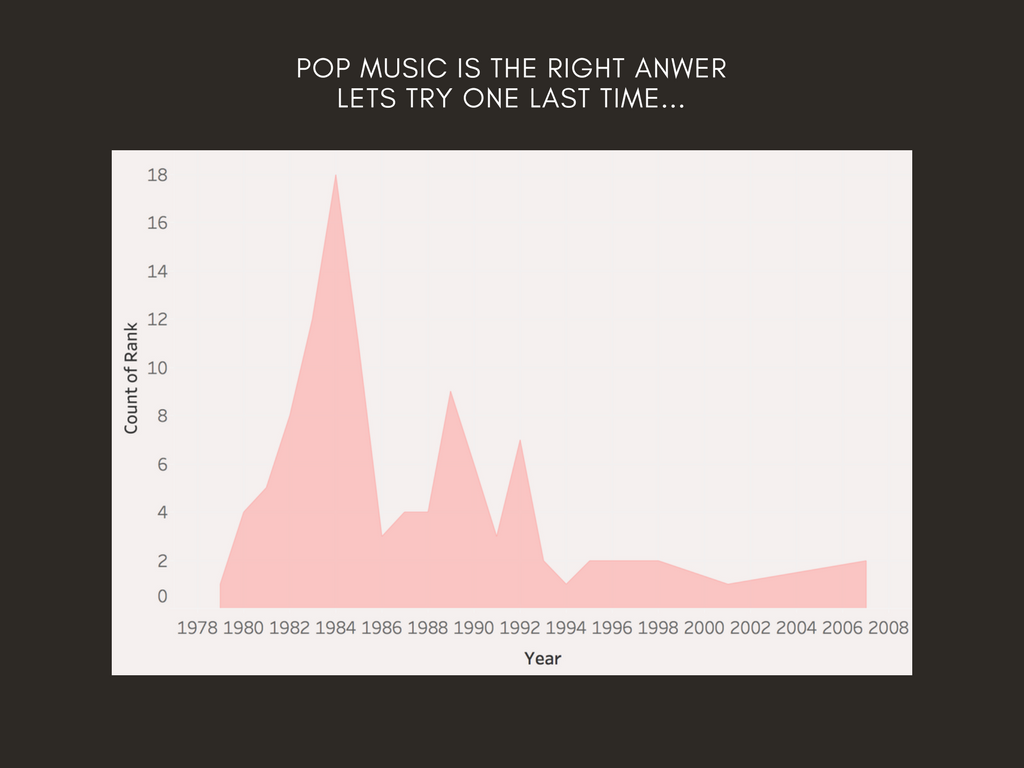 POP MUSIC IS THE RIGHT ANWER
LETS TRY ONE LAST TIME...
18
16
14
12
10
8
6
4
2
0
Count of Rank
1978 1980 1982 1984 1986 1988 1990 1992 1994 1996 1998 2000 2002 2004 2006 2008
Year